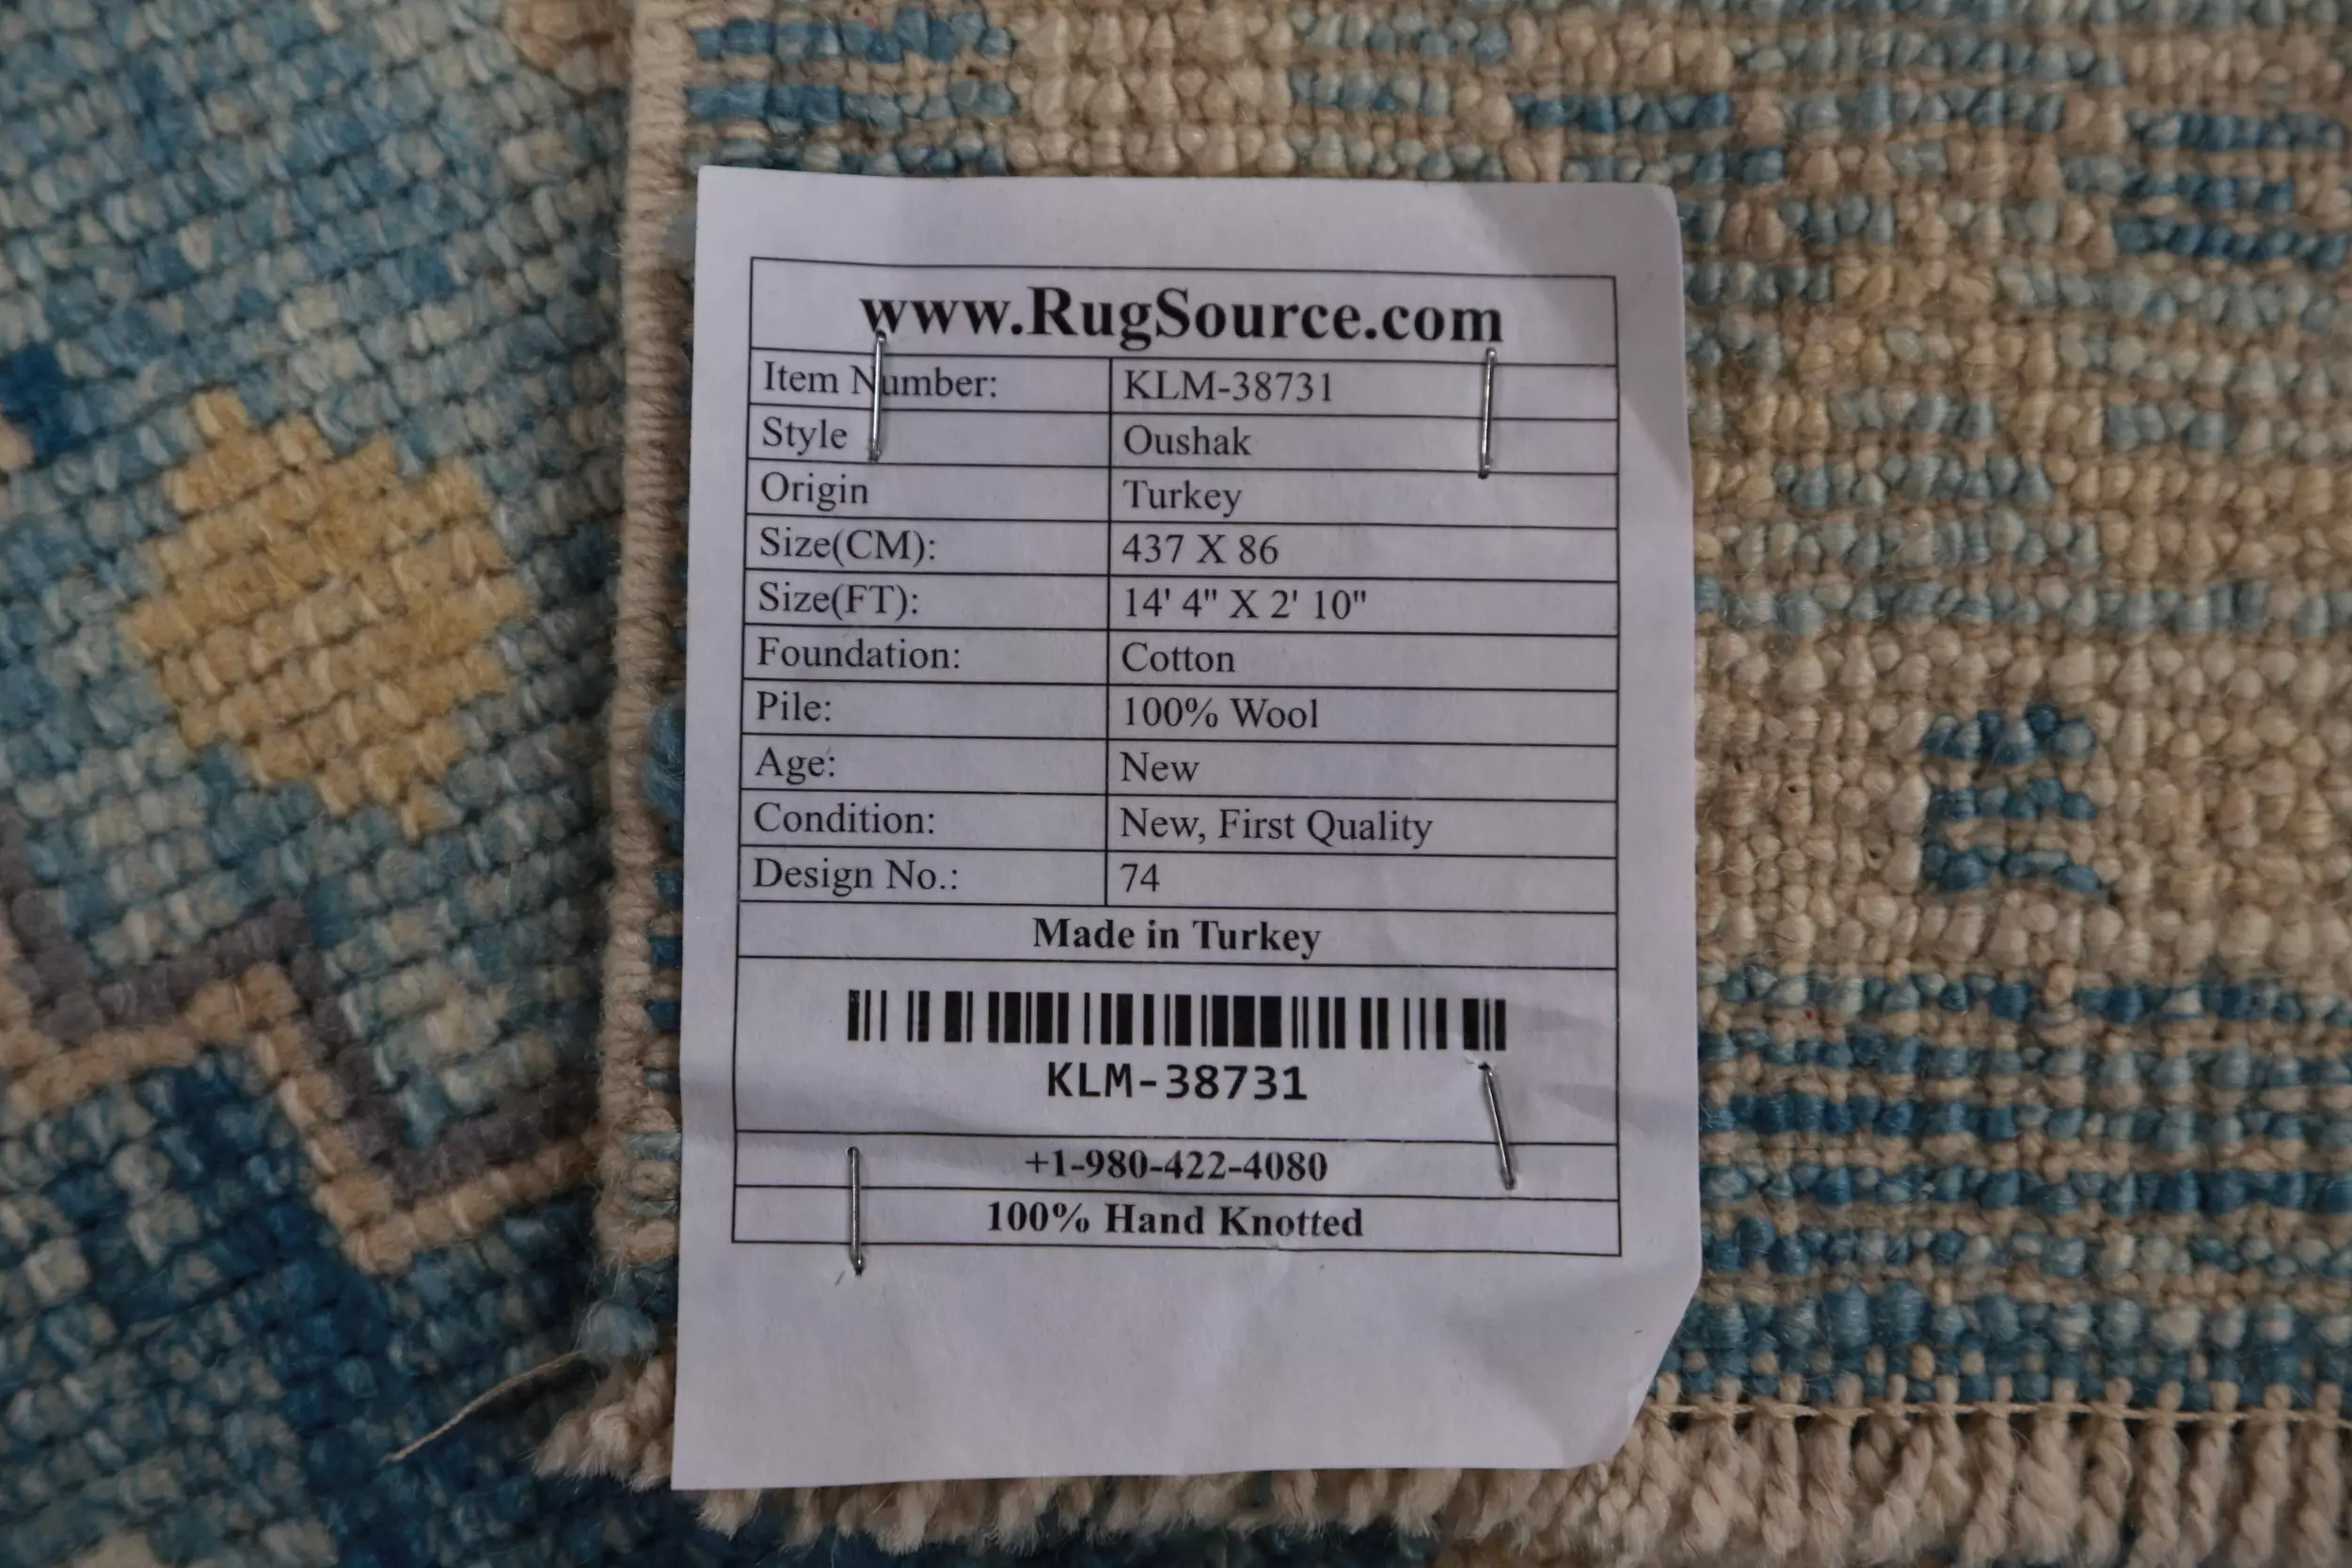 www.RugSource.com
Item Number: KLM-38731
Style Oushak
Origin Turkey
Size(CM): 437 X 86
Size(FT): 14' 4" X 2' 10"
Foundation: Cotton
Pile: 100% Wool
Age: New
Condition: New, First Quality
Design No.: 74
Made in Turkey
KLM-38731
+1-980-422-4080
100% Hand Knotted